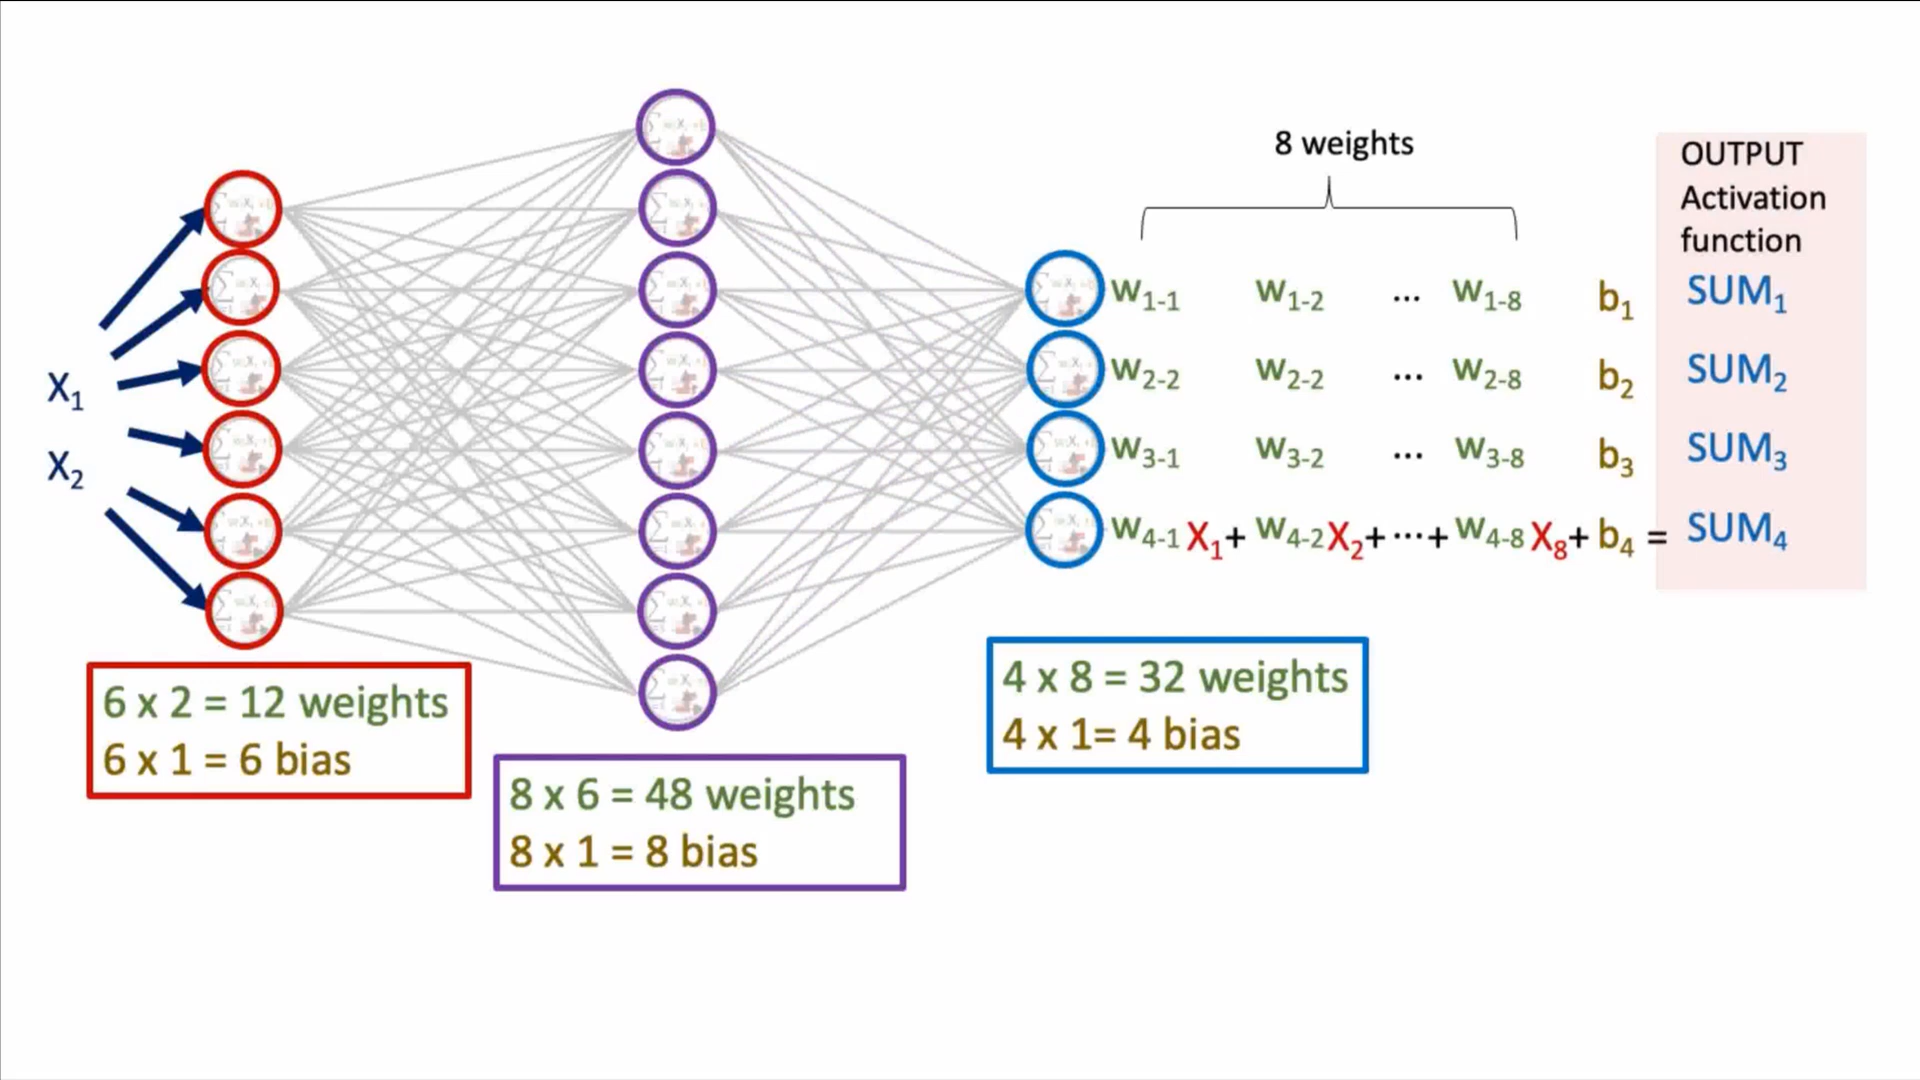 X1
X2
8 weights
OUTPUT
Activation
function
w1-1 w1-2 ... w1-8 b1 SUM1
w2-2 w2-2 ... w2-8 b2 SUM2
w3-1 w3-2 ... w3-8 b3 SUM3
w4-1 X1+ w4-2 X2+ ...+ w4-8 X8+ b4 = SUM4
6 x 2 = 12 weights
6 x 1 = 6 bias
8 x 6 = 48 weights
8 x 1 = 8 bias
4 x 8 = 32 weights
4 x 1= 4 bias